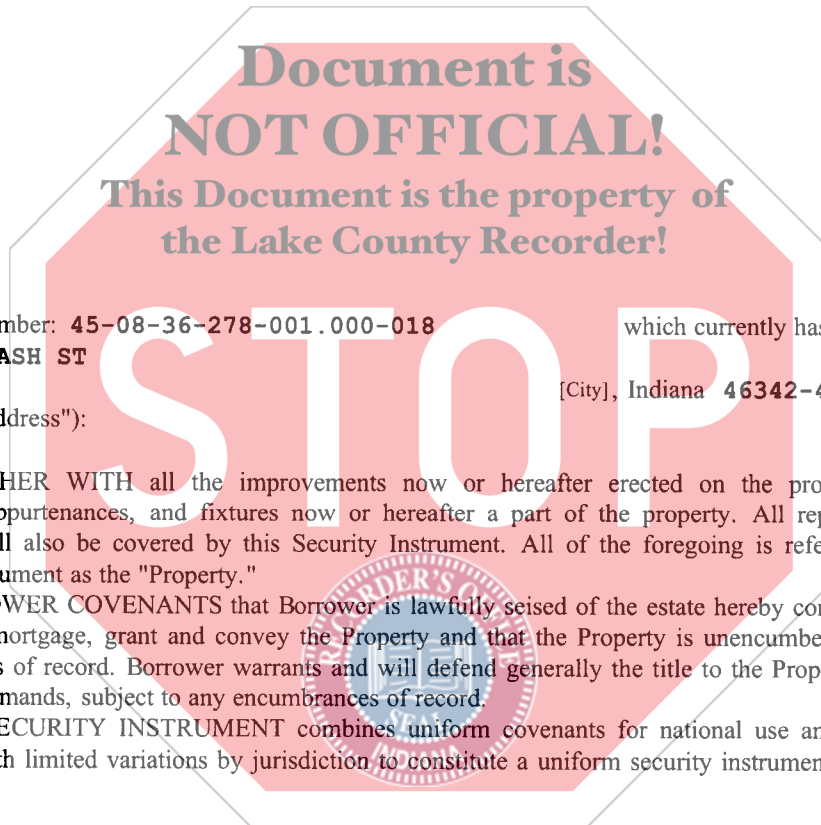 Document is
NOT OFFICIAL!
This Document is the property of
the Lake County Recorder!
mber: 45-08-36-278-001.000-018 which currently has
ASH ST
[City], Indiana 46342-4
ddress"):
STOP
HER WITH all the improvements now or hereafter erected on the pro
ppurtenances, and fixtures now or hereafter a part of the property. All rep
ll also be covered by this Security Instrument. All of the foregoing is refe
ument as the "Property."
OWER COVENANTS that Borrower is lawfully seised of the estate hereby con
mortgage, grant and convey the Property and that the Property is unencumbe
s of record. Borrower warrants and will defend generally the title to the Prop
mands, subject to any encumbrances of record.
ECURITY INSTRUMENT combines uniform covenants for national use an
th limited variations by jurisdiction to constitute a uniform security instrumen
RECORDER'S
SEAL
INDIANA